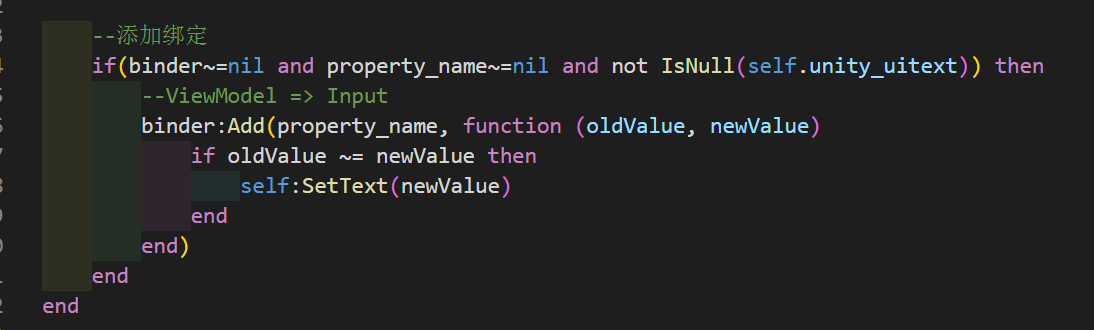 --添加绑定
if(binder~=nil and property_name~=nil and not IsNull(self.unity_uitext)) then
--ViewModel => Input
binder:Add(property_name, function (oldValue, newValue)
if oldValue ~= newValue then
self:SetText(newValue)
end
end)
end
end